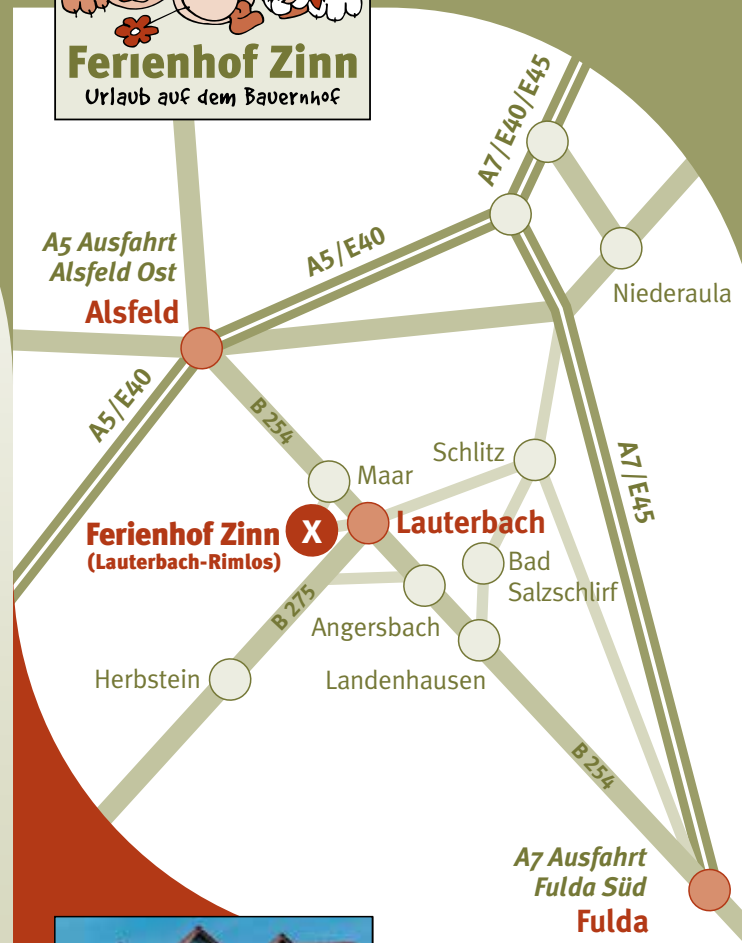 Ferienhof Zinn
Urlaub auf dem Bauernhof
A7/E40/E45
A5 Ausfahrt
Alsfeld Ost
Alsfeld
A5/E40
Niederaula
A5/E40
B 254
Schlitz
Maar
A7/E45
Ferienhof Zinn
(Lauterbach-Rimlos)
X
Lauterbach
Bad
Salzschlirf
B 275
Angersbach
Herbstein
Landenhausen
B 254
A7 Ausfahrt
Fulda Süd
Fulda